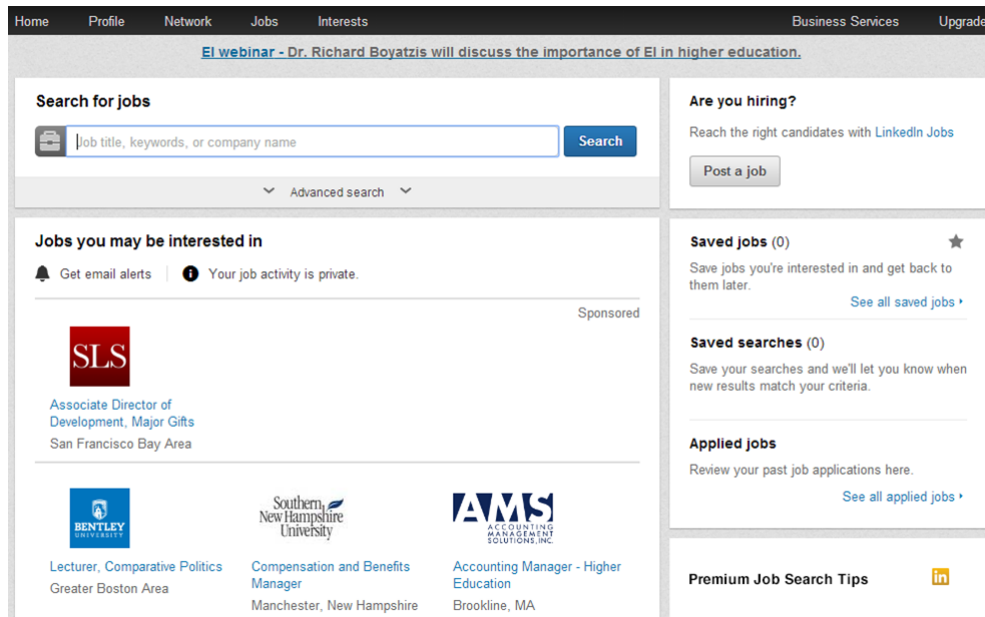 Home Profile Network Jobs Interests Business Services Upgrade
EI webinar - Dr. Richard Boyatzis will discuss the importance of EI in higher education.
Search for jobs
Job title, keywords, or company name
Search
Advanced search
Jobs you may be interested in
Get email alerts
Your job activity is private.
Sponsored
SLS
Associate Director of
Development, Major Gifts
San Francisco Bay Area
BENTLEY
UNIVERSITY
Lecturer, Comparative Politics
Greater Boston Area
Southern
New Hampshire
University
Compensation and Benefits
Manager
Manchester, New Hampshire
AMS
ACCOUNTING
MANAGEMENT
SOLUTIONS, INC.
Accounting Manager - Higher
Education
Brookline, MA
Are you hiring?
Reach the right candidates with LinkedIn Jobs
Post a job
Saved jobs (0)
Save jobs you're interested in and get back to
them later.
See all saved jobs
Saved searches (0)
Save your searches and we'll let you know when
new results match your criteria.
Applied jobs
Review your past job applications here.
See all applied jobs
Premium Job Search Tips
in